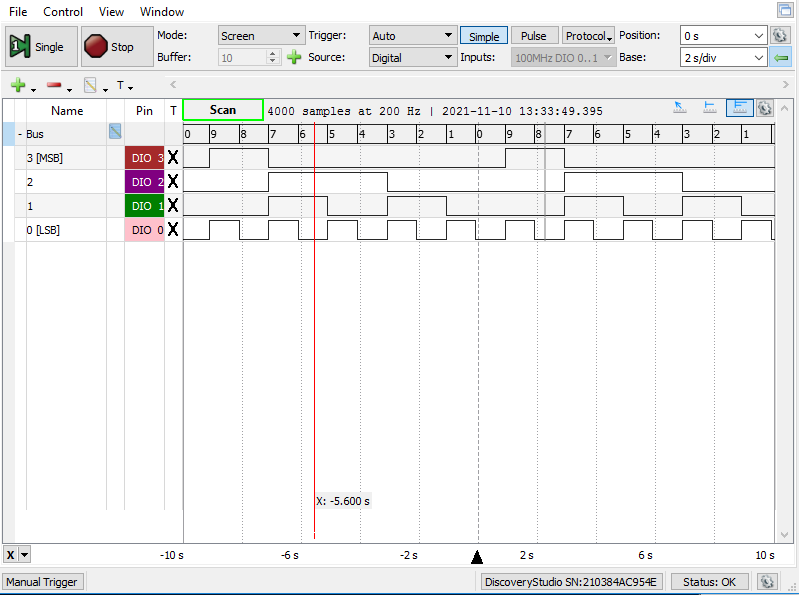 File Control View Window
Single Stop Mode: Screen Trigger: Auto Simple Pulse Protocol Position: 0 s
Buffer: 10 Source: Digital Inputs: 100MHz DIO 0..1 Base: 2 s/div
T
Name Pin T Scan 4000 samples at 200 Hz | 2021-11-10 13:33:49.395
- Bus 0 9 8 7 6 5 4 3 2 1 0 9 8 7 6 5 4 3 2 1
3 [MSB] DIO 3 X
2 DIO 2 X
1 DIO 1 X
0 [LSB] DIO 0 X
X: -5.600 s
X -10 s -6 s -2 s 2 s 6 s 10 s
Manual Trigger DiscoveryStudio SN:210384AC954E Status: OK